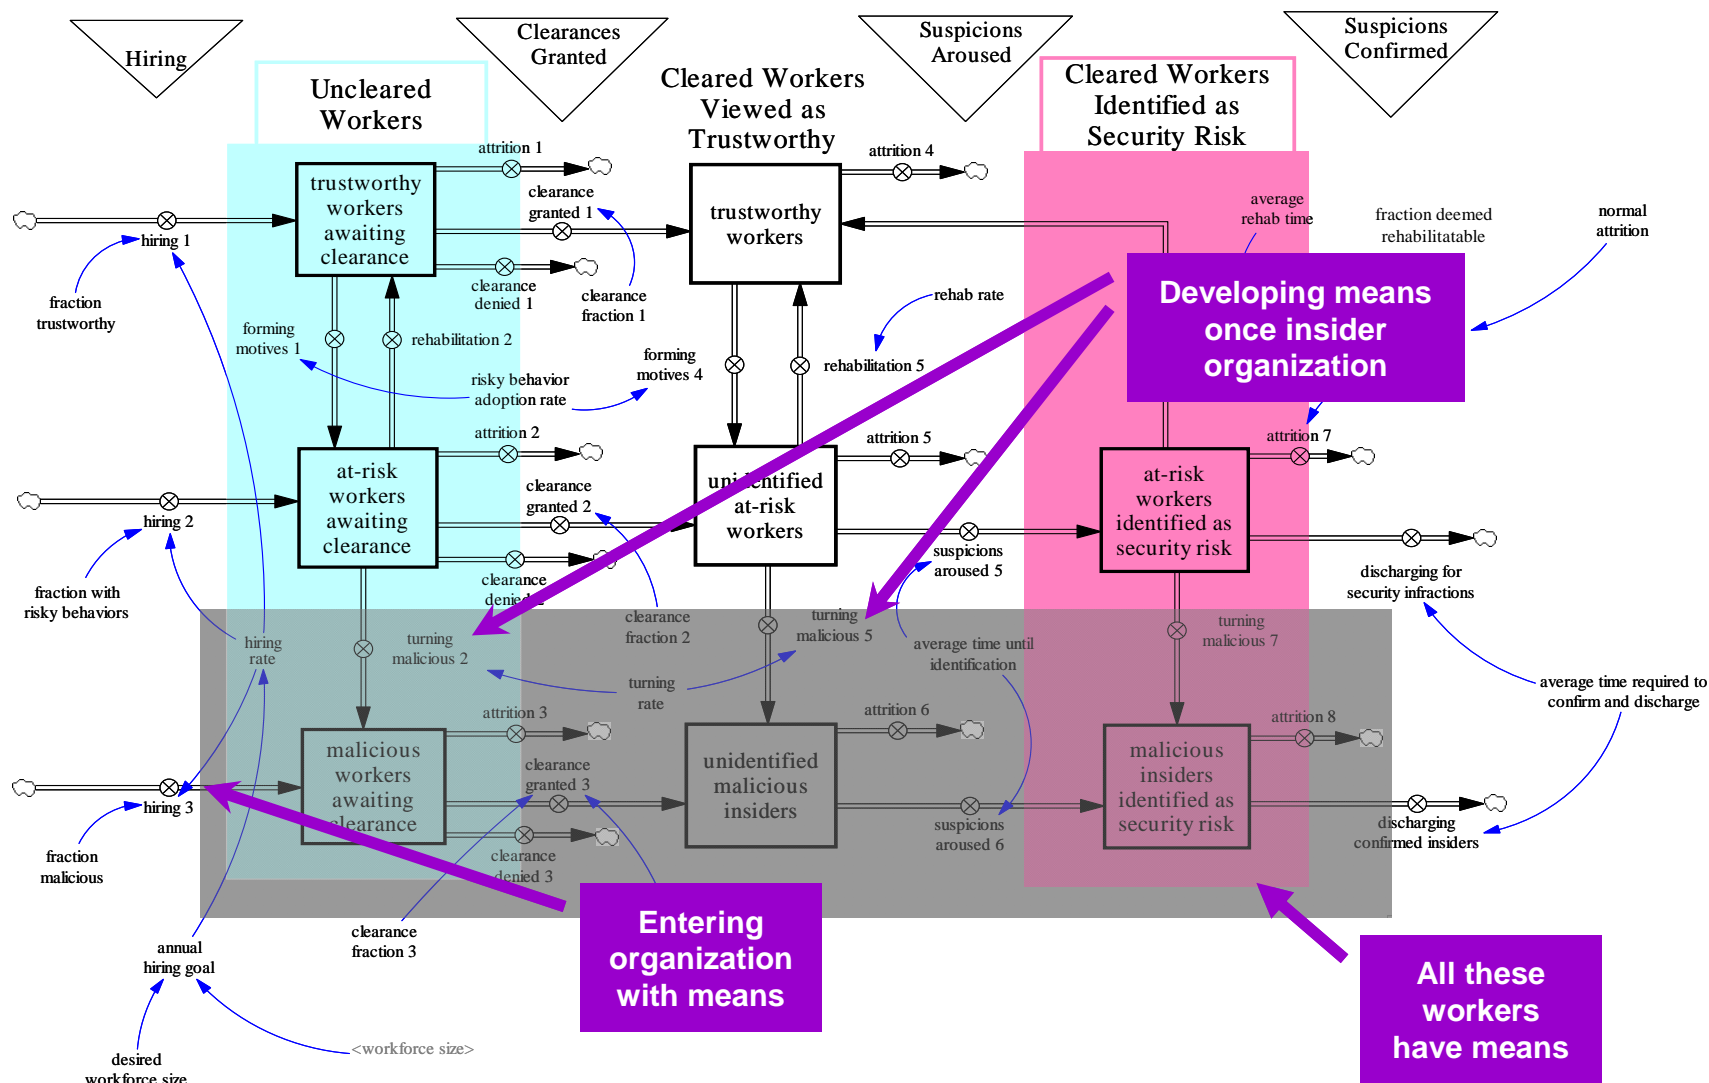 Hiring
Clearances
Granted
Suspicions
Aroused
Suspicions
Confirmed
Uncleared
Workers
Cleared Workers
Viewed as
Trustworthy
Cleared Workers
Identified as
Security Risk
attrition 1
attrition 4
trustworthy
workers
awaiting
clearance
clearance
granted 1
trustworthy
workers
average
rehab time
fraction deemed
rehabilitatable
normal
attrition
hiring 1
fraction
trustworthy
clearance
denied 1
clearance
fraction 1
rehab rate
Developing means
once insider
organization
forming
motives 1
rehabilitation 2
forming
motives 4
rehabilitation 5
risky behavior
adoption rate
attrition 2
attrition 5
attrition 7
at-risk
workers
awaiting
clearance
clearance
granted 2
unidentified
at-risk
workers
at-risk
workers
identified as
security risk
hiring 2
fraction with
risky behaviors
clearance
denied 2
clearance
fraction 2
suspicions
aroused 5
discharging for
security infractions
hiring
rate
turning
malicious 2
turning
malicious 5
average time until
identification
turning
malicious 7
turning
rate
average time required to
confirm and discharge
attrition 3
attrition 6
attrition 8
malicious
workers
awaiting
clearance
clearance
granted 3
unidentified
malicious
insiders
malicious
insiders
identified as
security risk
hiring 3
fraction
malicious
clearance
denied 3
suspicions
aroused 6
discharging
confirmed insiders
clearance
fraction 3
Entering
organization
with means
All these
workers
have means
annual
hiring goal
desired
workforce size
<workforce size>